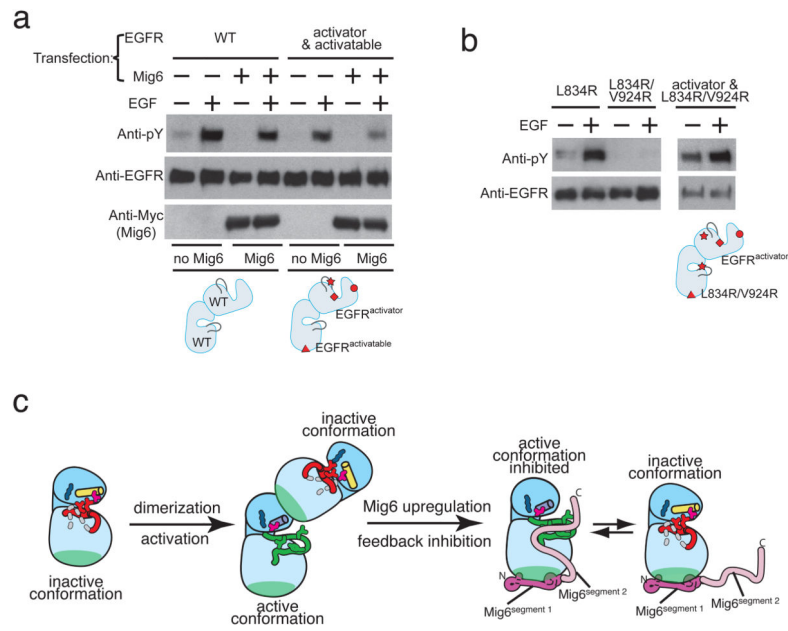 a
EGFR WT activator & activatable
Transfection:
Mig6 − − + + − − + +
EGF − + − + − + − +
Anti-pY
Anti-EGFR
Anti-Myc
(Mig6)
no Mig6 Mig6 no Mig6 Mig6
WT
WT
EGFRactivator
EGFRactivatable
b
L834R L834R/V924R activator & L834R/V924R
EGF − + − + − +
Anti-pY
Anti-EGFR
EGFRactivator
L834R/V924R
c
inactive
conformation
dimerization
activation
inactive
conformation
active
conformation
Mig6 upregulation
feedback inhibition
active
conformation
inhibited
C
N
Mig6segment 1
Mig6segment 2
inactive
conformation
C
N
Mig6segment 1
Mig6segment 2